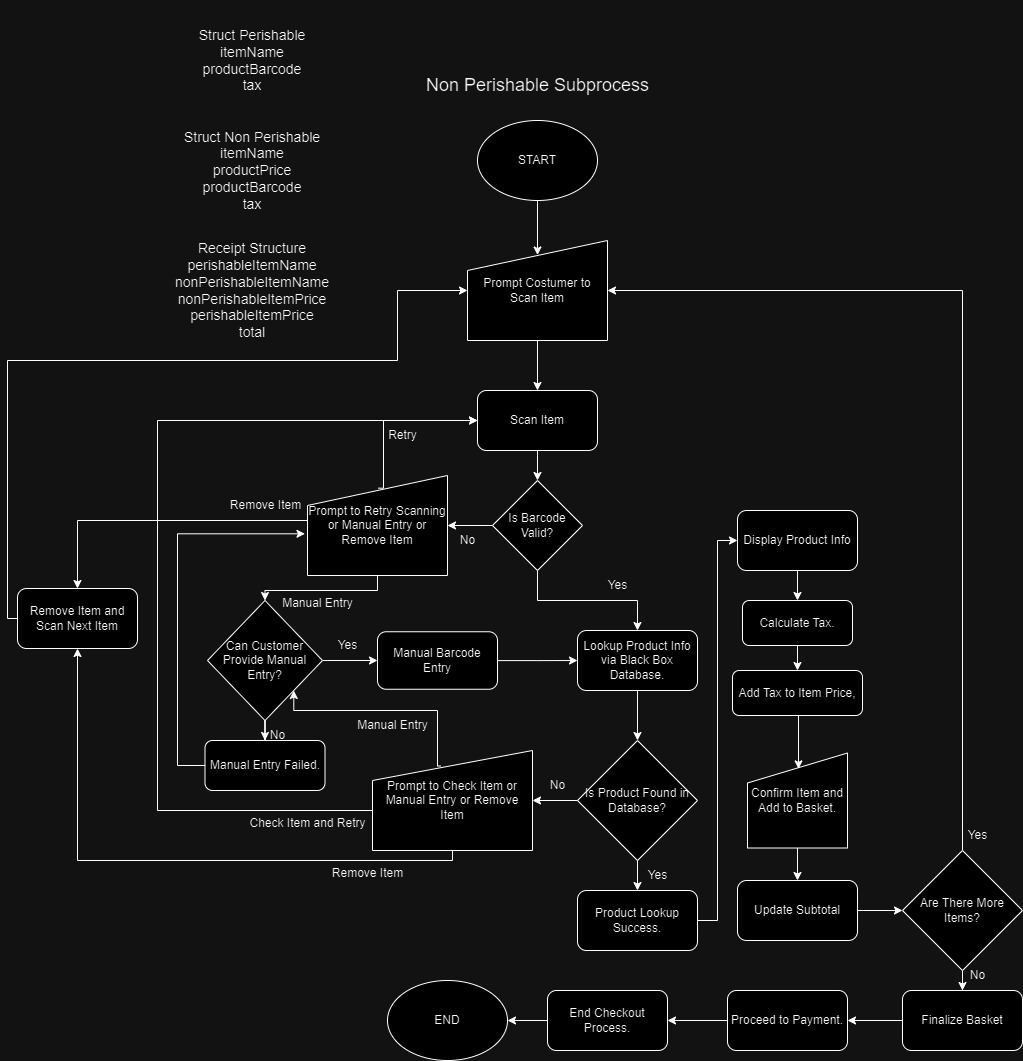 Struct Perishable
itemName
productBarcode
tax
Non Perishable Subprocess
Struct Non Perishable
itemName
productPrice
productBarcode
tax
START
Receipt Structure
perishableItemName
nonPerishableItemName
nonPerishableItemPrice
perishableItemPrice
total
Prompt Costumer to
Scan Item
Scan Item
Retry
Remove Item
Prompt to Retry Scanning
or Manual Entry or
Remove Item
No
Is Barcode
Valid?
Yes
Display Product Info
Remove Item and
Scan Next Item
Manual Entry
Can Customer
Provide Manual
Entry?
Yes
Manual Barcode
Entry
Lookup Product Info
via Black Box
Database.
Calculate Tax.
Add Tax to Item Price,
No
Manual Entry
Manual Entry Failed.
Prompt to Check Item or
Manual Entry or Remove
Item
No
Is Product Found in
Database?
Confirm Item and
Add to Basket.
Check Item and Retry
Remove Item
Yes
Yes
Product Lookup
Success.
Update Subtotal
Are There More
Items?
No
END
End Checkout
Process.
Proceed to Payment.
Finalize Basket